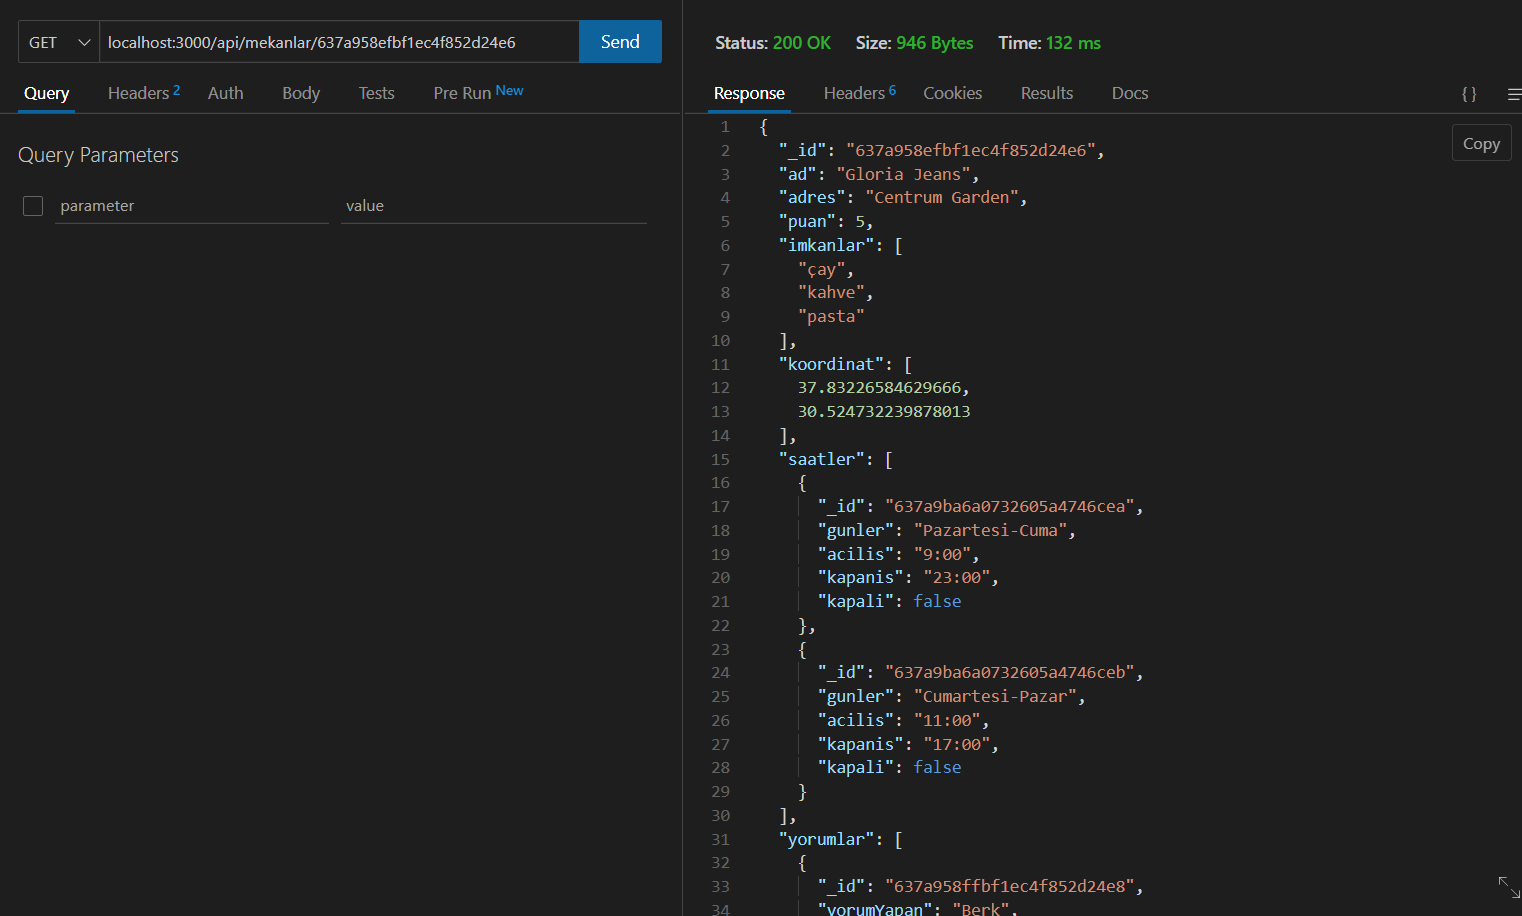 GET localhost:3000/api/mekanlar/637a958efbf1ec4f852d24e6 Send
Query Headers 2 Auth Body Tests Pre Run New
Query Parameters
parameter value
Status: 200 OK Size: 946 Bytes Time: 132 ms
Response Headers 6 Cookies Results Docs {}
Copy
1 {
2 "_id": "637a958efbf1ec4f852d24e6",
3 "ad": "Gloria Jeans",
4 "adres": "Centrum Garden",
5 "puan": 5,
6 "imkanlar": [
7 "çay",
8 "kahve",
9 "pasta"
10 ],
11 "koordinat": [
12 37.83226584629666,
13 30.524732239878013
14 ],
15 "saatler": [
16 {
17 "_id": "637a9ba6a0732605a4746cea",
18 "gunler": "Pazartesi-Cuma",
19 "acilis": "9:00",
20 "kapanis": "23:00",
21 "kapali": false
22 },
23 {
24 "_id": "637a9ba6a0732605a4746ceb",
25 "gunler": "Cumartesi-Pazar",
26 "acilis": "11:00",
27 "kapanis": "17:00",
28 "kapali": false
29 }
30 ],
31 "yorumlar": [
32 {
33 "_id": "637a958ffbf1ec4f852d24e8",
34 "yorumYapan": "Berk",